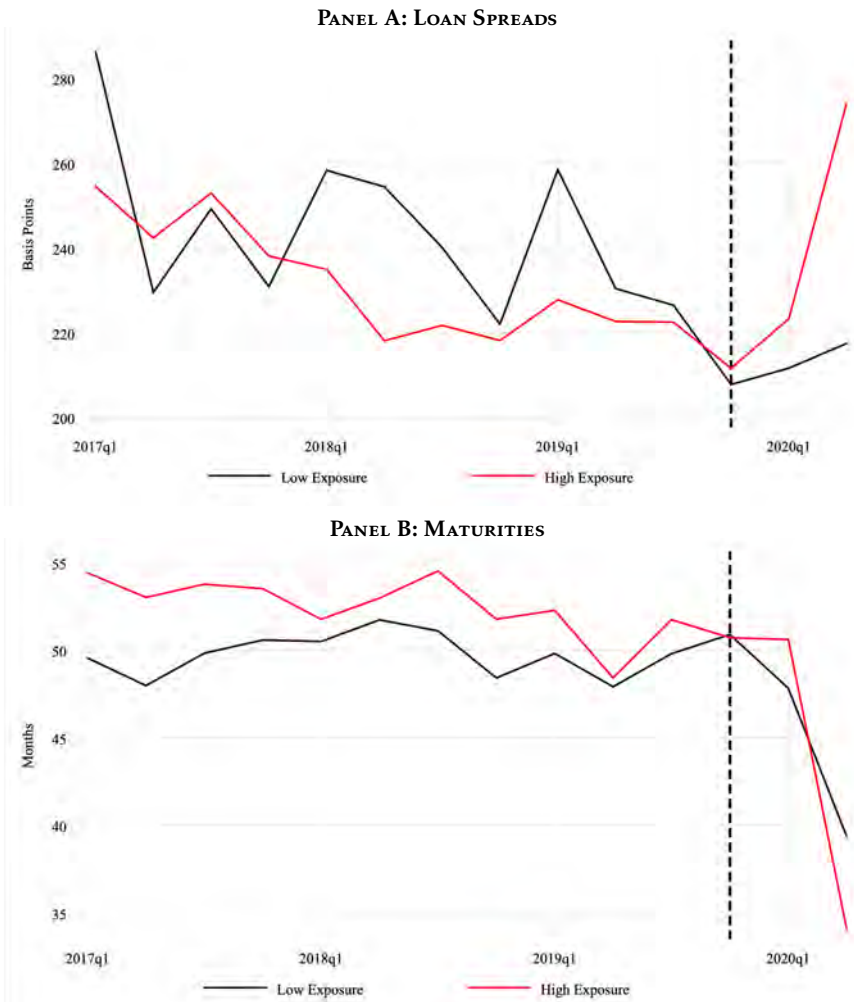 PANEL A: LOAN SPREADS
280
260
240
220
200
Basis Points
2017q1 2018q1 2019q1 2020q1
Low Exposure High Exposure
PANEL B: MATURITIES
55
50
45
40
35
Months
2017q1 2018q1 2019q1 2020q1
Low Exposure High Exposure